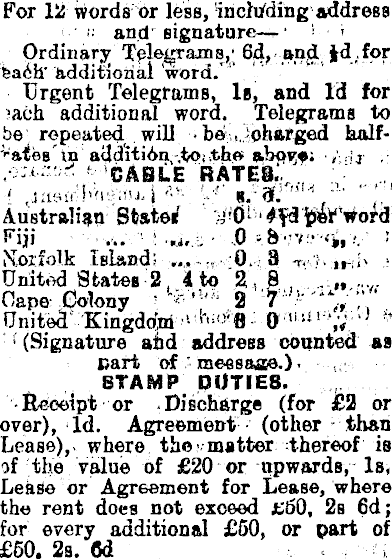 For 12 words or less, including address
and signature—
Ordinary Telegrams, 6d, and ½d for
each additional word.
Urgent Telegrams, 1s, and 1d for
each additional word. Telegrams to
be repeated will be charged half-
rates in addition to the above.
CABLE RATES.
s. d.
Australian States 0 4½d per word
Fiji ... ... 0 8 „
Norfolk Island ... 0 3 „
United States 2 4 to 2 8 „
Cape Colony 2 7 „
United Kingdom 3 0 „
(Signature and address counted as
part of message.)
STAMP DUTIES.
Receipt or Discharge (for £2 or
over), 1d. Agreement (other than
Lease), where the matter thereof is
of the value of £20 or upwards, 1s,
Lease or Agreement for Lease, where
the rent does not exceed £50, 2s 6d;
for every additional £50, or part of
£50, 2s. 6d